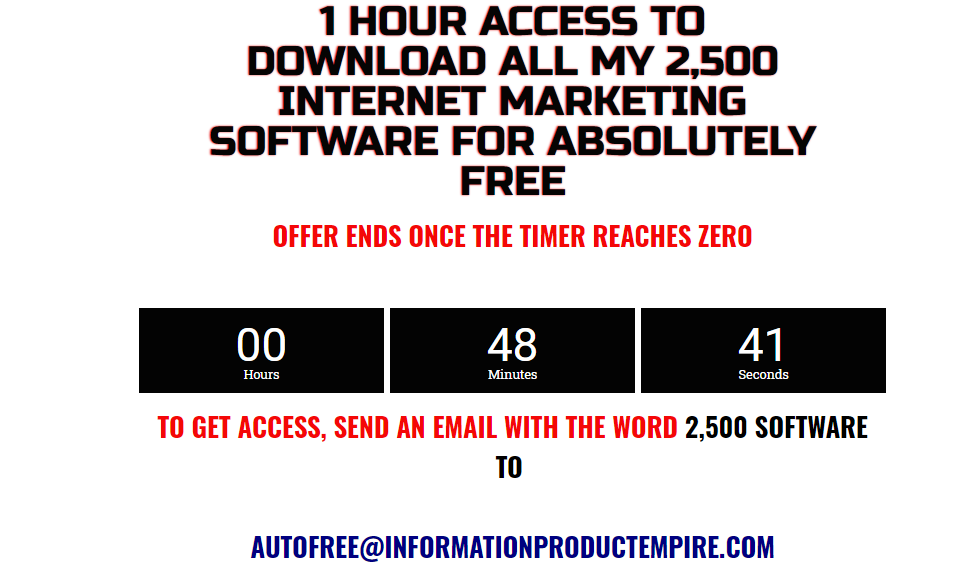 1 HOUR ACCESS TO
DOWNLOAD ALL MY 2,500
INTERNET MARKETING
SOFTWARE FOR ABSOLUTELY
FREE
OFFER ENDS ONCE THE TIMER REACHES ZERO
00 48 41
Hours Minutes Seconds
TO GET ACCESS, SEND AN EMAIL WITH THE WORD 2,500 SOFTWARE
TO
AUTOFREE@INFORMATIONPRODUCTEMPIRE.COM